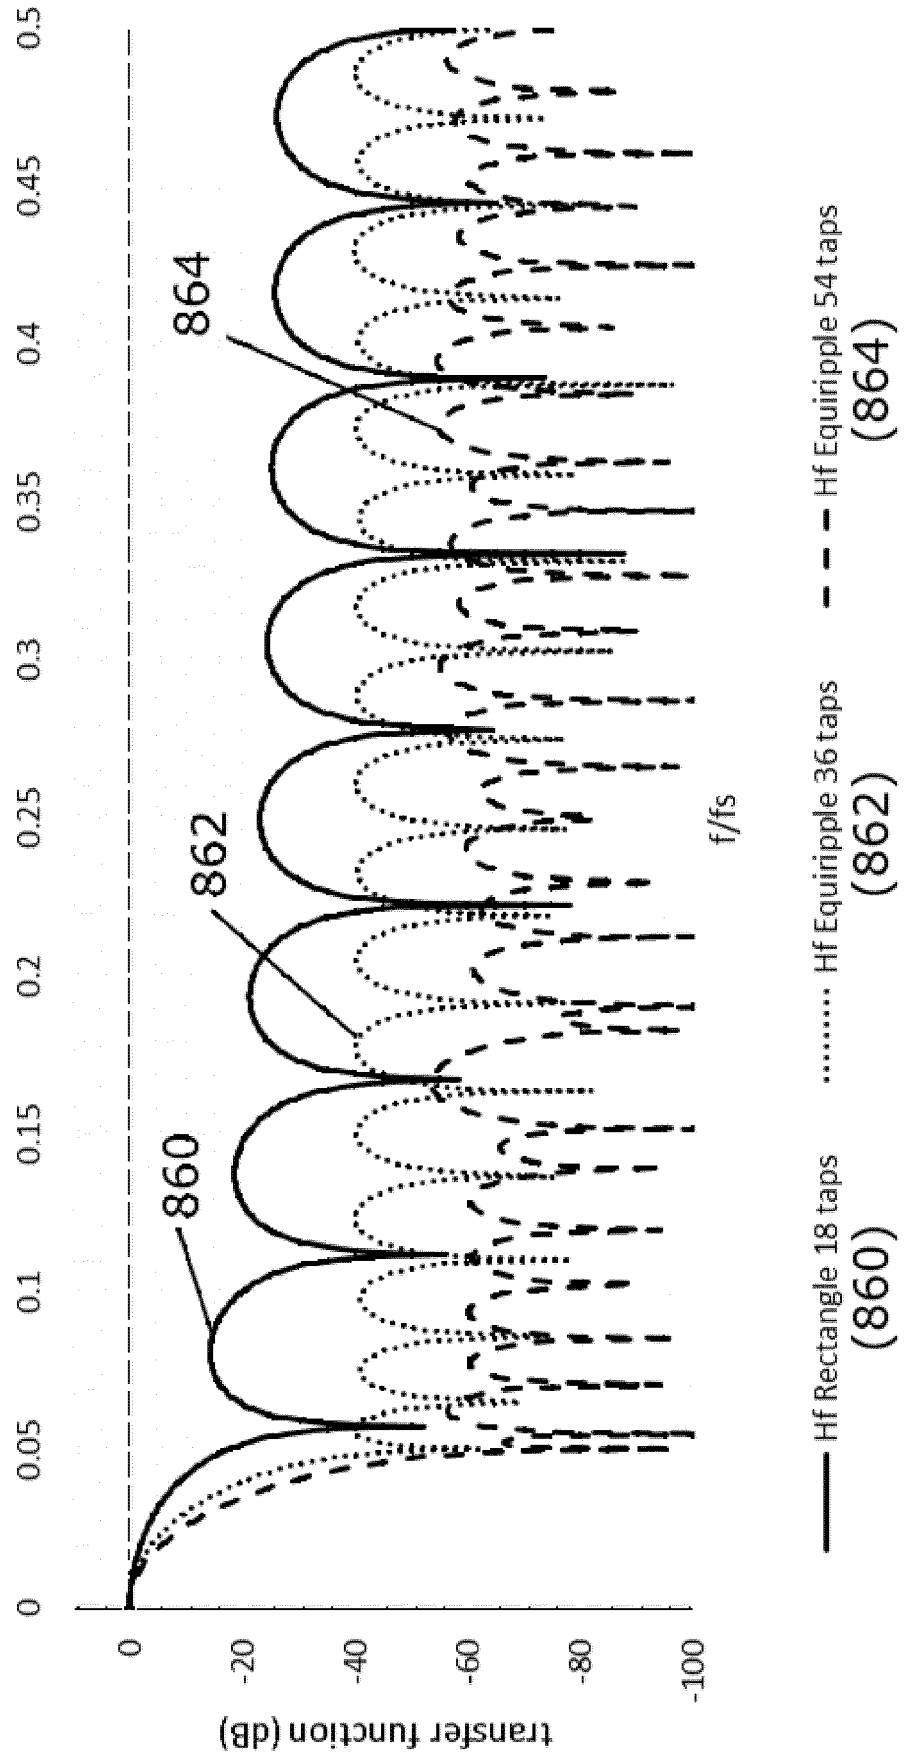 0 0.05 0.1 0.15 0.2 0.25 0.3 0.35 0.4 0.45 0.5
transfer function (dB)
0
-20
-40
-60
-80
-100
860
862
864
f/fs
Hf Rectangle 18 taps
(860)
Hf Equiripple 36 taps
(862)
Hf Equiripple 54 taps
(864)